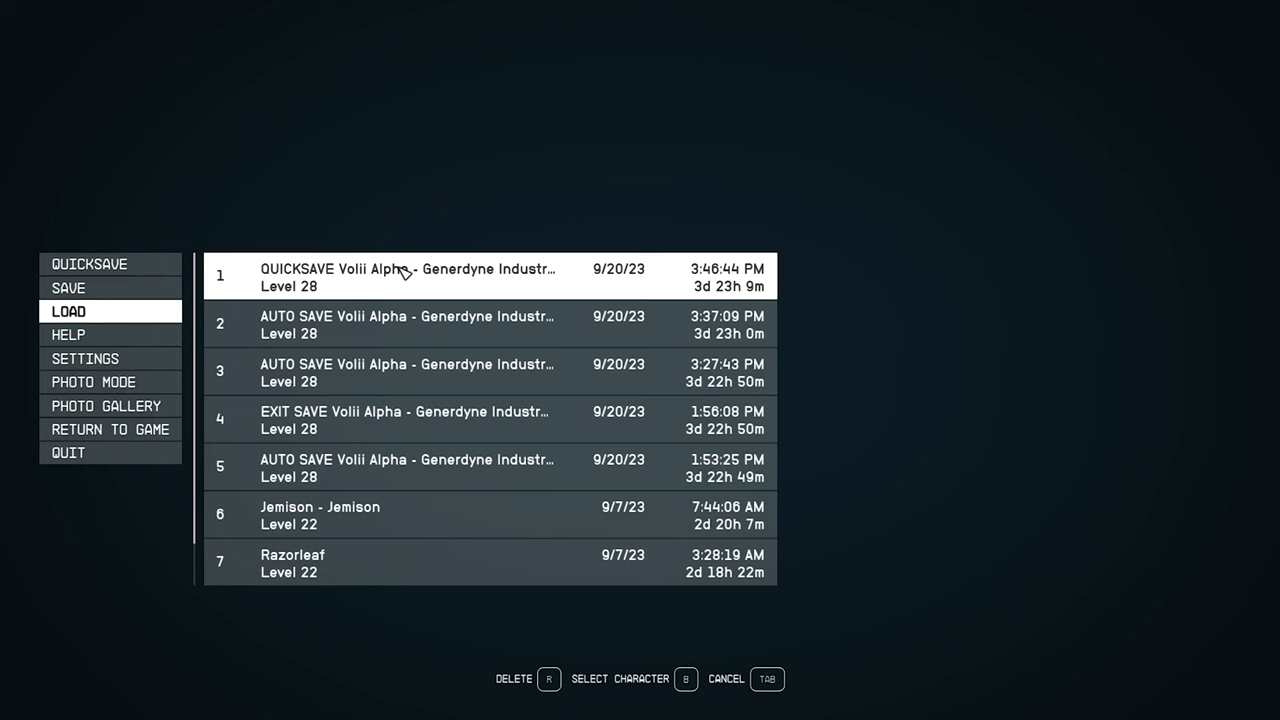 QUICKSAVE
SAVE
LOAD
HELP
SETTINGS
PHOTO MODE
PHOTO GALLERY
RETURN TO GAME
QUIT
1 QUICKSAVE Volii Alpha - Generdyne Industr... 9/20/23 3:46:44 PM
Level 28 3d 23h 9m
2 AUTO SAVE Volii Alpha - Generdyne Industr... 9/20/23 3:37:09 PM
Level 28 3d 23h 0m
3 AUTO SAVE Volii Alpha - Generdyne Industr... 9/20/23 3:27:43 PM
Level 28 3d 22h 50m
4 EXIT SAVE Volii Alpha - Generdyne Industr... 9/20/23 1:56:08 PM
Level 28 3d 22h 50m
5 AUTO SAVE Volii Alpha - Generdyne Industr... 9/20/23 1:53:25 PM
Level 28 3d 22h 49m
6 Jemison - Jemison 9/7/23 7:44:06 AM
Level 22 2d 20h 7m
7 Razorleaf 9/7/23 3:28:19 AM
Level 22 2d 18h 22m
DELETE R SELECT CHARACTER B CANCEL TAB